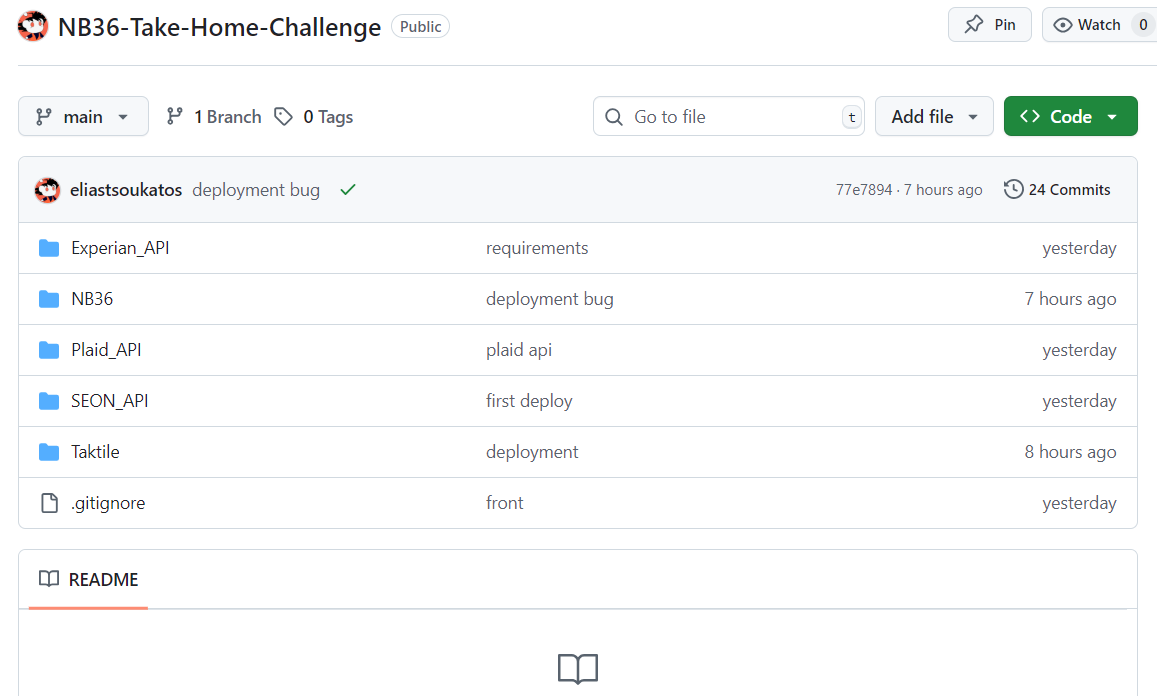 NB36-Take-Home-Challenge Public Pin Watch 0
main 1 Branch 0 Tags Go to file t Add file Code
eliastsoukatos deployment bug 77e7894 · 7 hours ago 24 Commits
Experian_API requirements yesterday
NB36 deployment bug 7 hours ago
Plaid_API plaid api yesterday
SEON_API first deploy yesterday
Taktile deployment 8 hours ago
.gitignore front yesterday
README